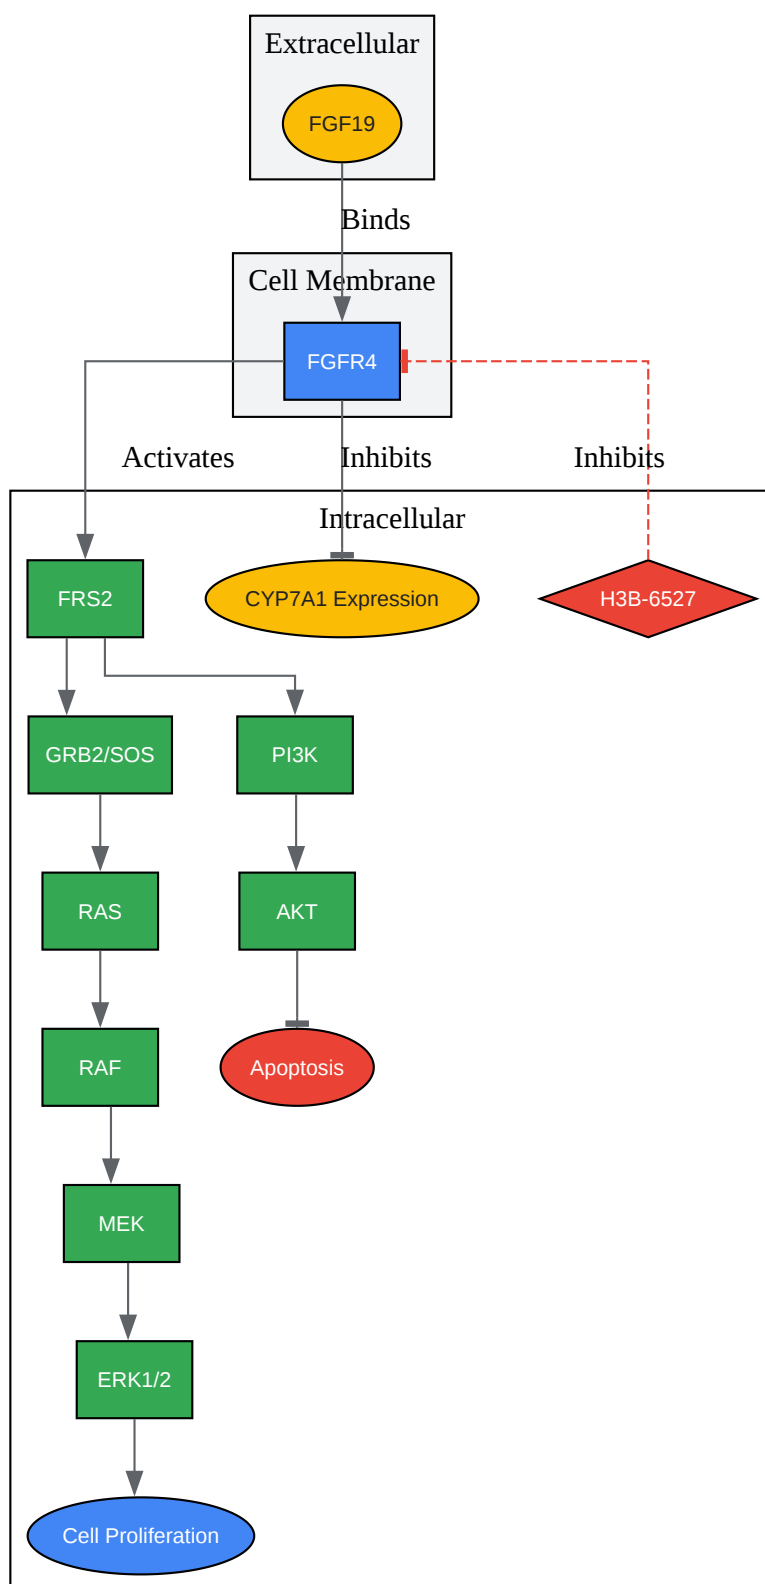 Extracellular
FGF19
Binds
Cell Membrane
FGFR4
Activates
Inhibits
Inhibits
Intracellular
FRS2
CYP7A1 Expression
H3B-6527
GRB2/SOS
PI3K
RAS
AKT
RAF
Apoptosis
MEK
ERK1/2
Cell Proliferation